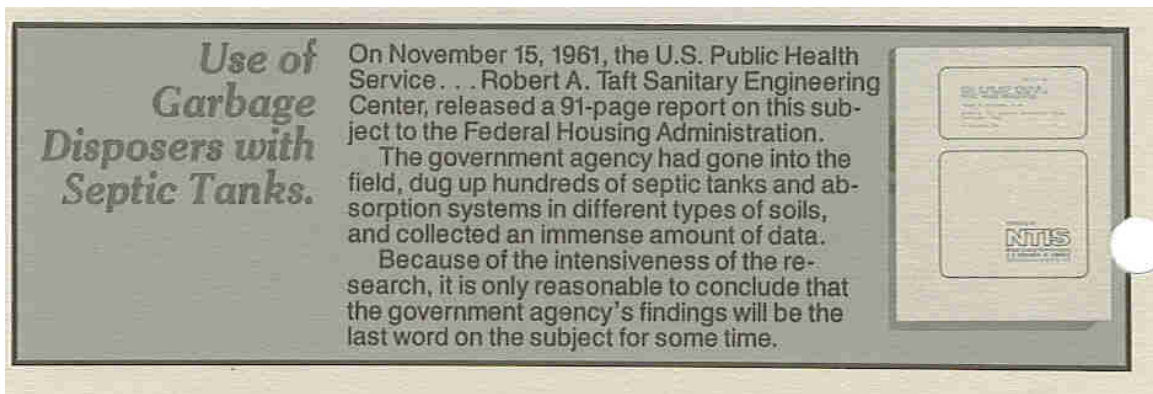 Use of
Garbage
Disposers with
Septic Tanks.
On November 15, 1961, the U.S. Public Health
Service. . . Robert A. Taft Sanitary Engineering
Center, released a 91-page report on this sub-
ject to the Federal Housing Administration.
The government agency had gone into the
field, dug up hundreds of septic tanks and ab-
sorption systems in different types of soils,
and collected an immense amount of data.
Because of the intensiveness of the re-
search, it is only reasonable to conclude that
the government agency's findings will be the
last word on the subject for some time.
NTIS